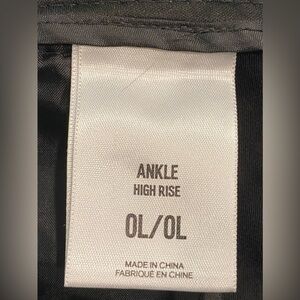 ANKLE
HIGH RISE
0L/0L
MADE IN CHINA
FABRIQUÉ EN CHINE